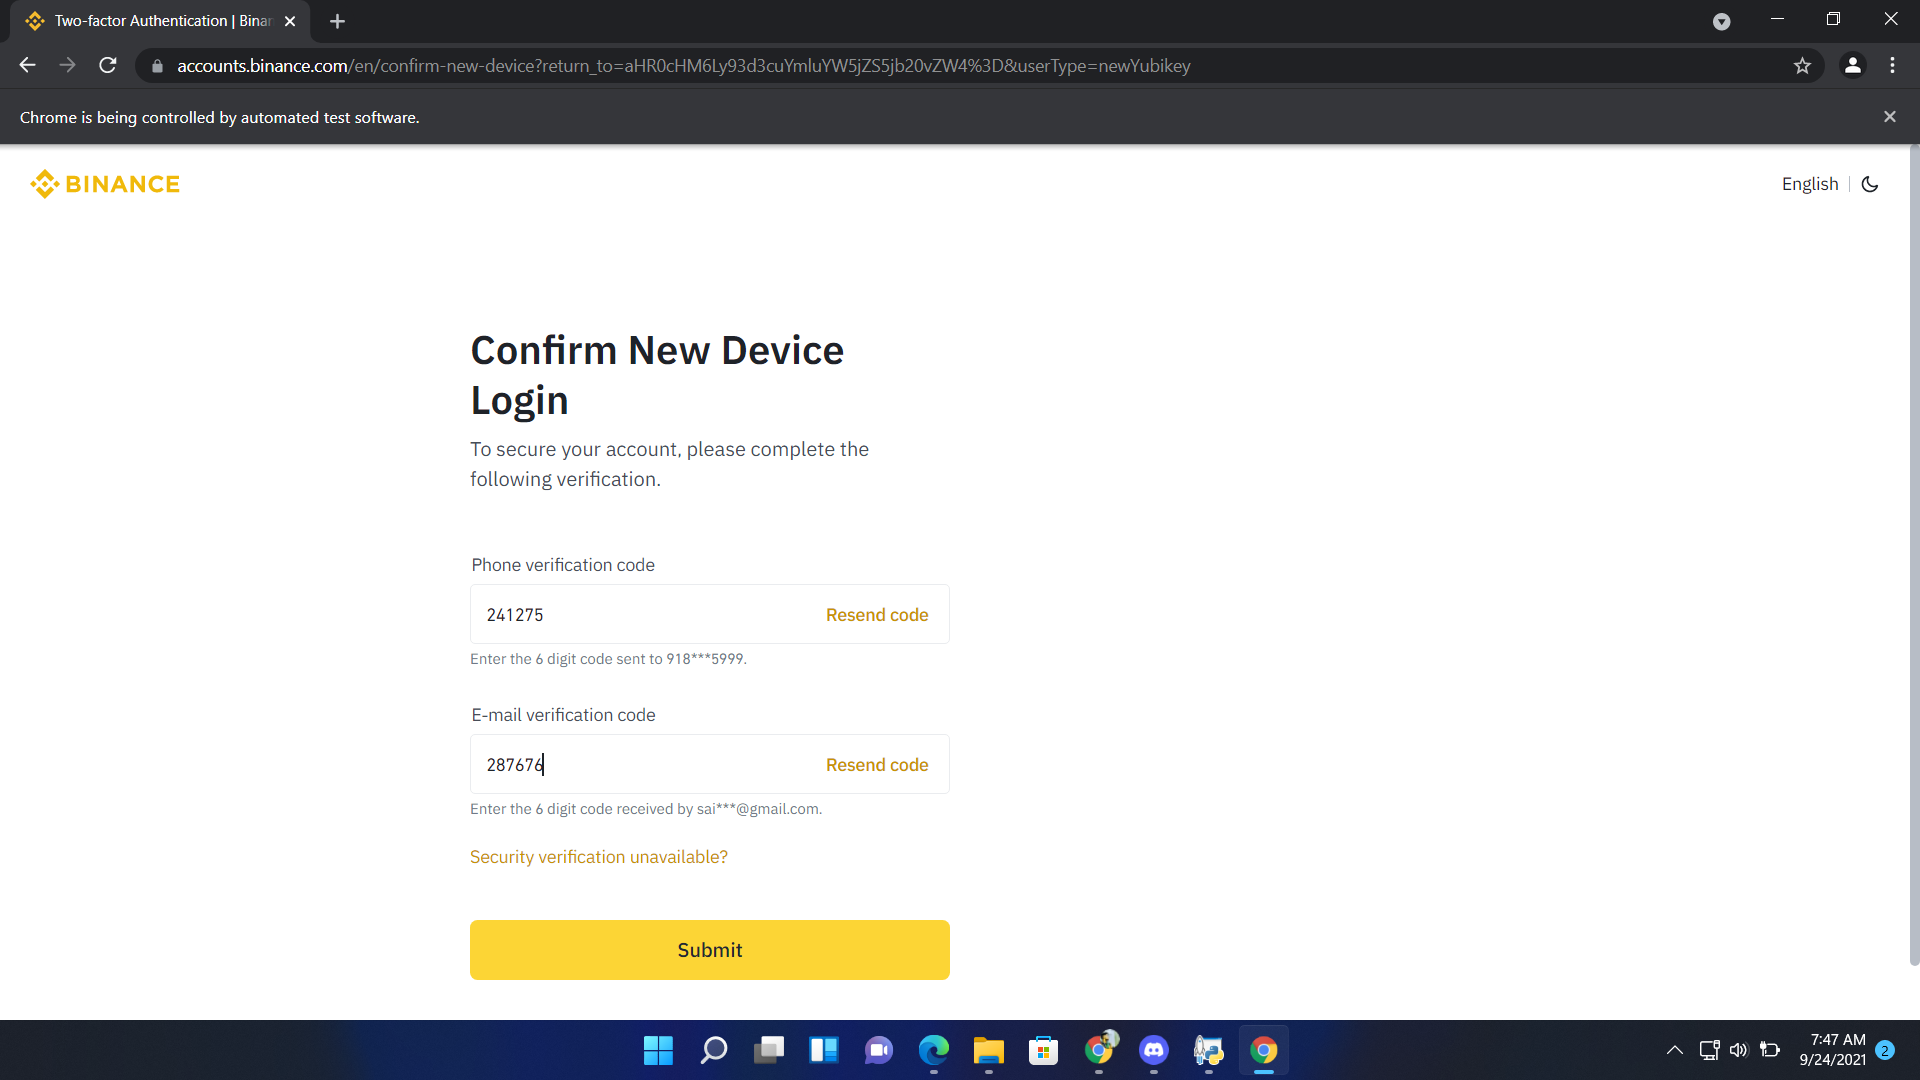 Two-factor Authentication | Binan
accounts.binance.com/en/confirm-new-device?return_to=aHR0cHM6Ly93d3cuYmluYW5jZS5jb20vZW4%3D&userType=newYubikey
Chrome is being controlled by automated test software.
BINANCE
English
Confirm New Device
Login
To secure your account, please complete the
following verification.
Phone verification code
241275
Resend code
Enter the 6 digit code sent to 918***5999.
E-mail verification code
287676
Resend code
Enter the 6 digit code received by sai***@gmail.com.
Security verification unavailable?
Submit
7:47 AM
9/24/2021
2